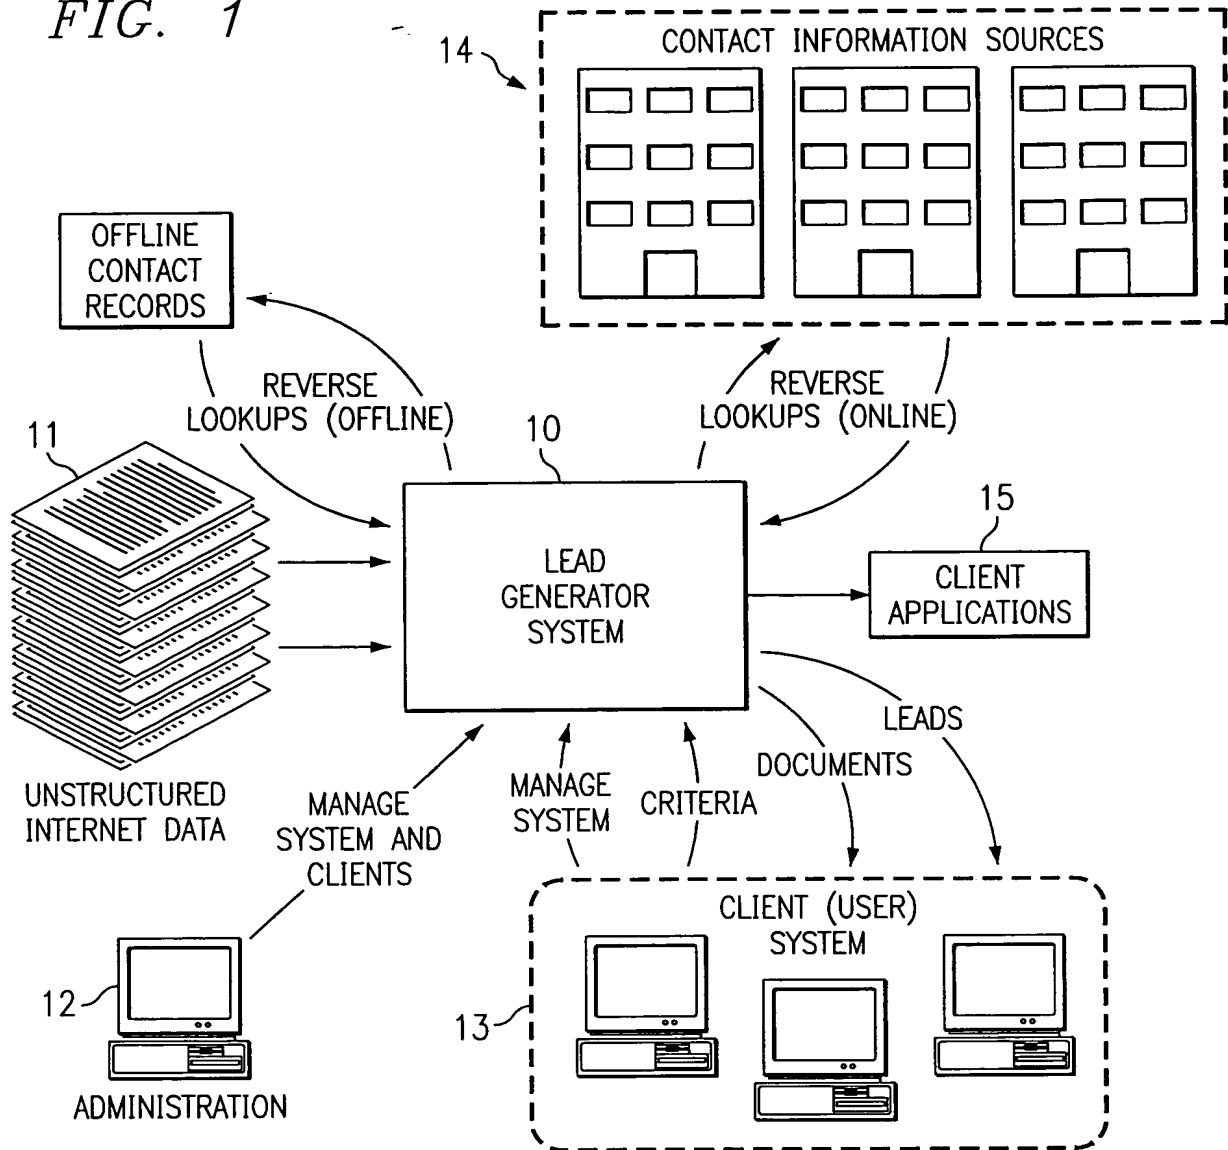 FIG. 1
14
CONTACT INFORMATION SOURCES
OFFLINE
CONTACT
RECORDS
REVERSE
LOOKUPS (OFFLINE)
REVERSE
LOOKUPS (ONLINE)
11
10
15
LEAD
GENERATOR
SYSTEM
CLIENT
APPLICATIONS
UNSTRUCTURED
INTERNET DATA
MANAGE
SYSTEM AND
CLIENTS
MANAGE
SYSTEM
CRITERIA
DOCUMENTS
LEADS
12
ADMINISTRATION
13
CLIENT (USER)
SYSTEM